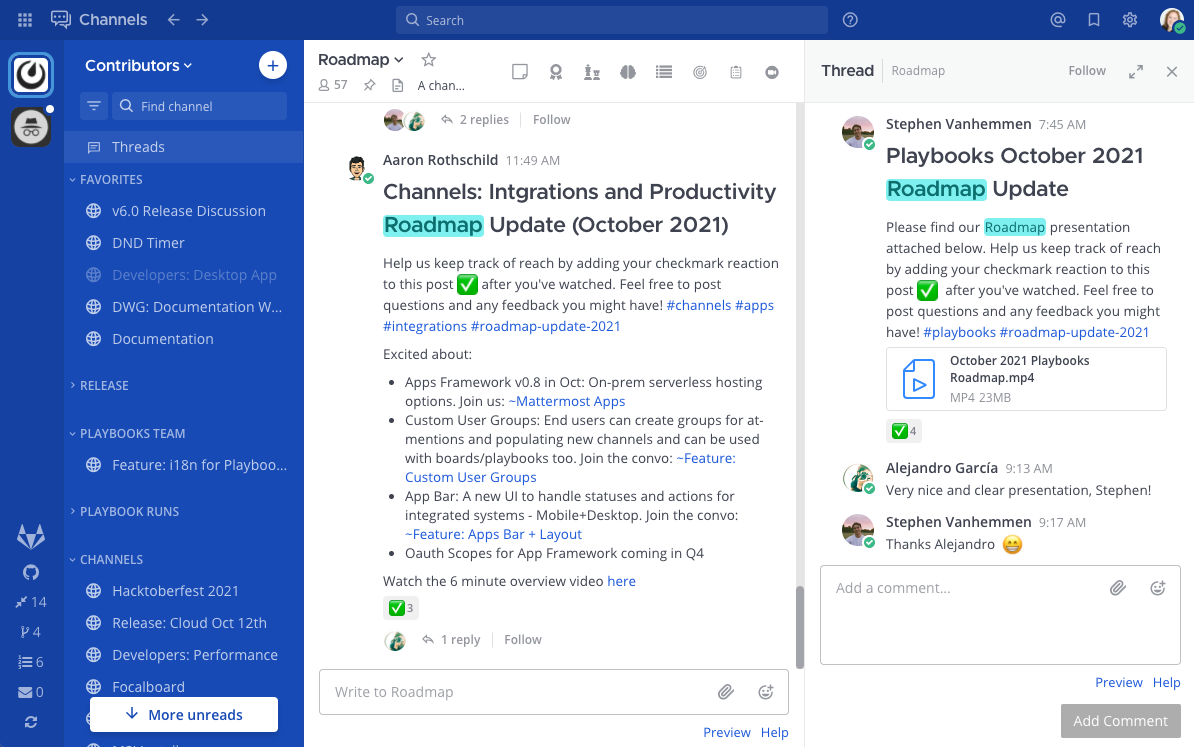 Channels
Search
Contributors
Find channel
Threads
FAVORITES
v6.0 Release Discussion
DND Timer
Developers: Desktop App
DWG: Documentation W...
Documentation
RELEASE
PLAYBOOKS TEAM
Feature: i18n for Playboo...
PLAYBOOK RUNS
CHANNELS
Hacktoberfest 2021
Release: Cloud Oct 12th
Developers: Performance
Focalboard
More unreads
14
4
6
0
Roadmap
57
A chan...
2 replies
Follow
Aaron Rothschild 11:49 AM
Channels: Intgrations and Productivity
Roadmap Update (October 2021)
Help us keep track of reach by adding your checkmark reaction
to this post ✅ after you've watched. Feel free to post
questions and any feedback you might have! #channels #apps
#integrations #roadmap-update-2021
Excited about:
• Apps Framework v0.8 in Oct: On-prem serverless hosting
options. Join us: ~Mattermost Apps
• Custom User Groups: End users can create groups for at-
mentions and populating new channels and can be used
with boards/playbooks too. Join the convo: ~Feature:
Custom User Groups
• App Bar: A new UI to handle statuses and actions for
integrated systems - Mobile+Desktop. Join the convo:
~Feature: Apps Bar + Layout
• Oauth Scopes for App Framework coming in Q4
Watch the 6 minute overview video here
✅ 3
1 reply
Follow
Write to Roadmap
Preview Help
Thread
Roadmap
Follow
Stephen Vanhemmen 7:45 AM
Playbooks October 2021
Roadmap Update
Please find our Roadmap presentation
attached below. Help us keep track of reach
by adding your checkmark reaction to this
post ✅ after you've watched. Feel free to
post questions and any feedback you might
have! #playbooks #roadmap-update-2021
October 2021 Playbooks
Roadmap.mp4
MP4 23MB
✅ 4
Alejandro García 9:13 AM
Very nice and clear presentation, Stephen!
Stephen Vanhemmen 9:17 AM
Thanks Alejandro 😁
Add a comment...
Preview Help
Add Comment